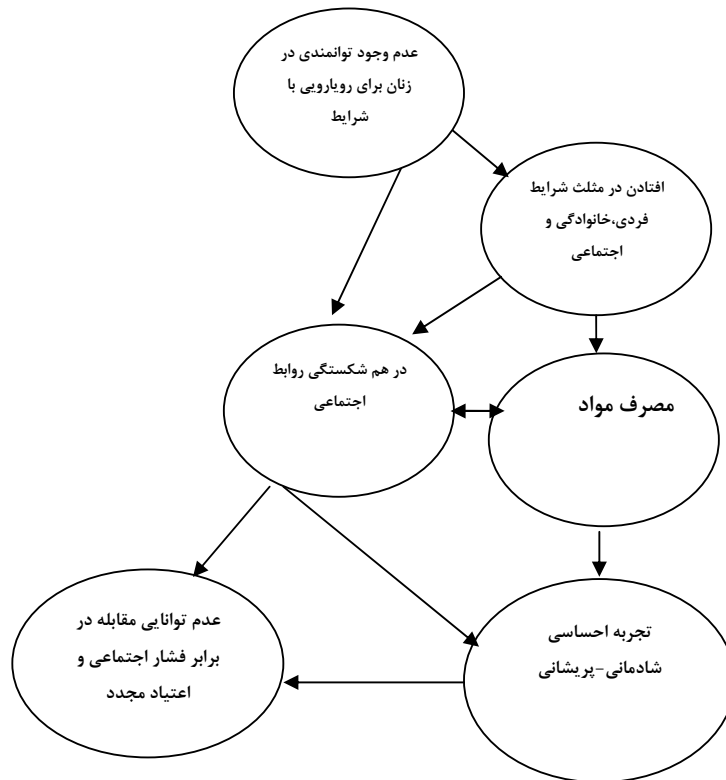 عدم وجود توانمندی در
زنان برای رویارویی با
شرایط
افتادن در مثلث شرایط
فردی،خانوادگی و
اجتماعی
در هم شکستگی روابط
اجتماعی
مصرف مواد
تجربه احساسی
شادمانی-پریشانی
عدم توانایی مقابله در
برابر فشار اجتماعی و
اعتیاد مجدد